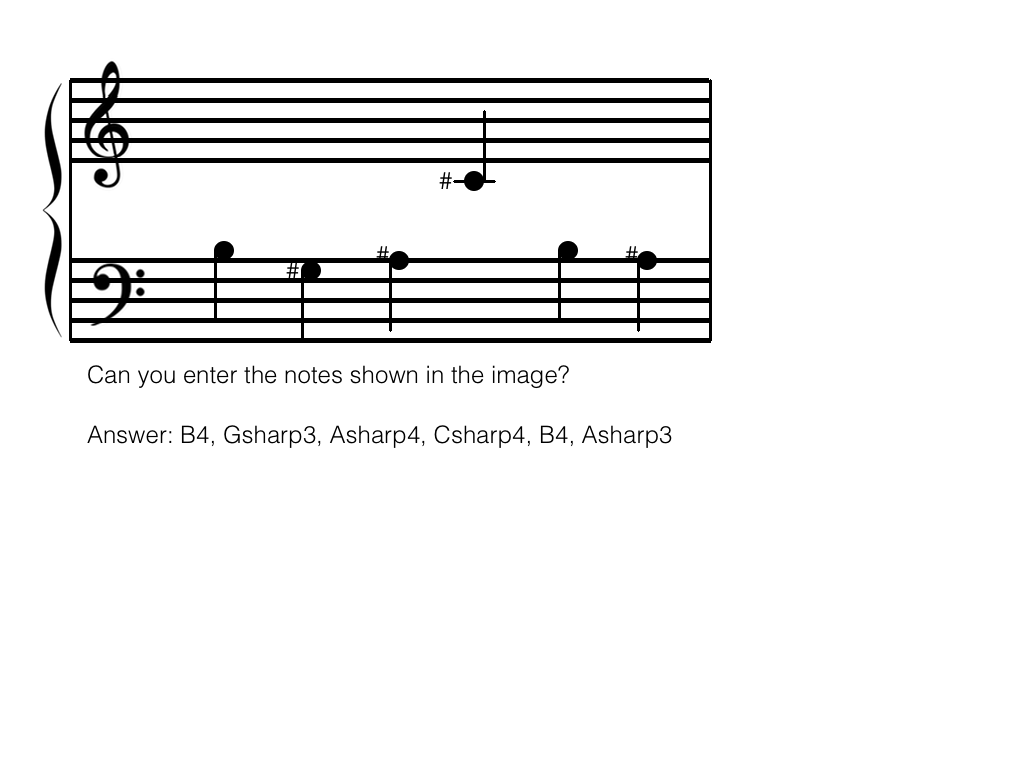 Can you enter the notes shown in the image?
Answer: B4, Gsharp3, Asharp4, Csharp4, B4, Asharp3